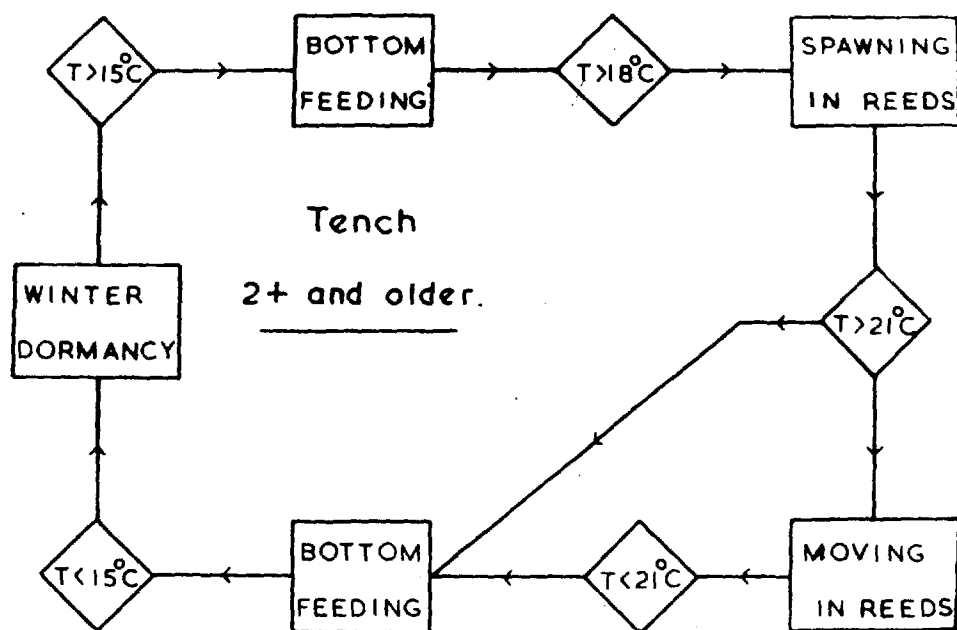 T>15°C
BOTTOM
FEEDING
T>18°C
SPAWNING
IN REEDS
Tench
2+ and older.
WINTER
DORMANCY
T>21°C
T<15°C
BOTTOM
FEEDING
T<21°C
MOVING
IN REEDS